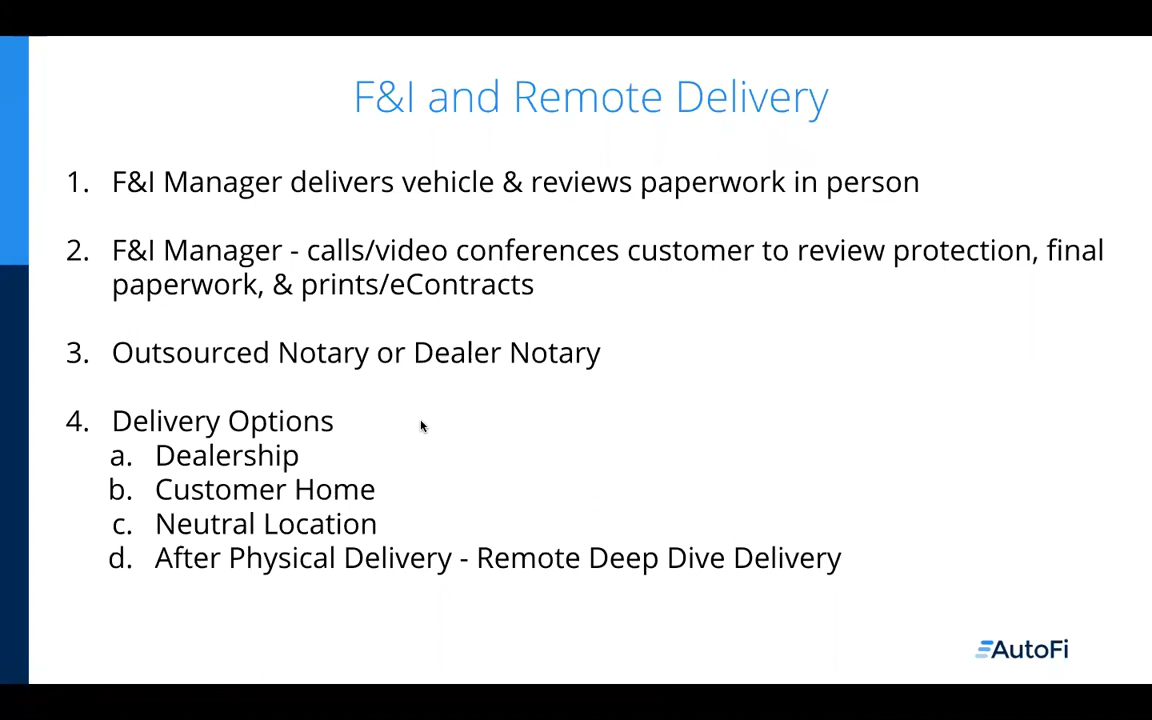 F&I and Remote Delivery
1. F&I Manager delivers vehicle & reviews paperwork in person
2. F&I Manager - calls/video conferences customer to review protection, final
paperwork, & prints/eContracts
3. Outsourced Notary or Dealer Notary
4. Delivery Options
a. Dealership
b. Customer Home
c. Neutral Location
d. After Physical Delivery - Remote Deep Dive Delivery
AutoFi